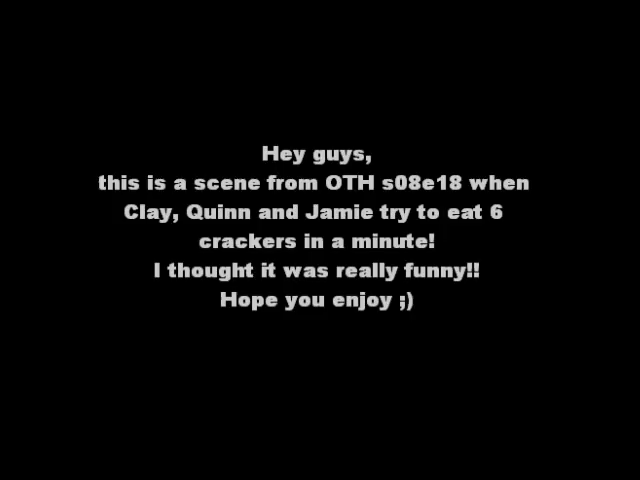 Hey guys,
this is a scene from OTH s08e18 when
Clay, Quinn and Jamie try to eat 6
crackers in a minute!
I thought it was really funny!!
Hope you enjoy ;)